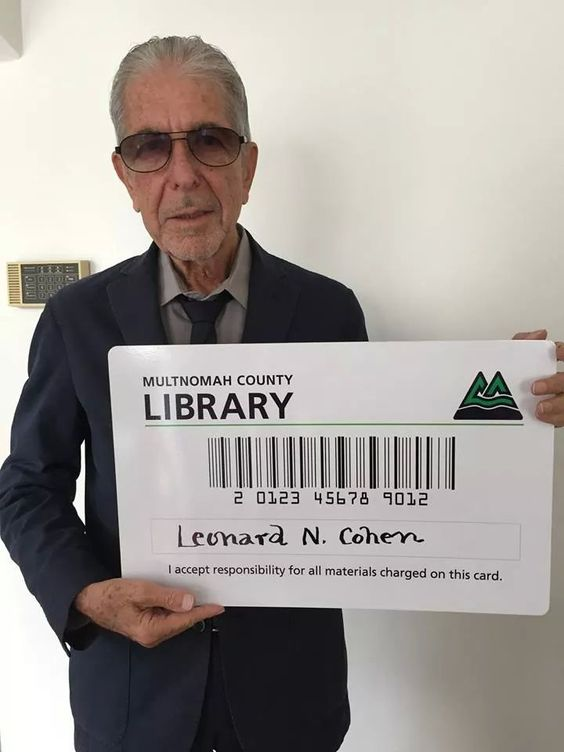 MULTNOMAH COUNTY
LIBRARY
2 0123 45678 9012
Leonard N. Cohen
I accept responsibility for all materials charged on this card.